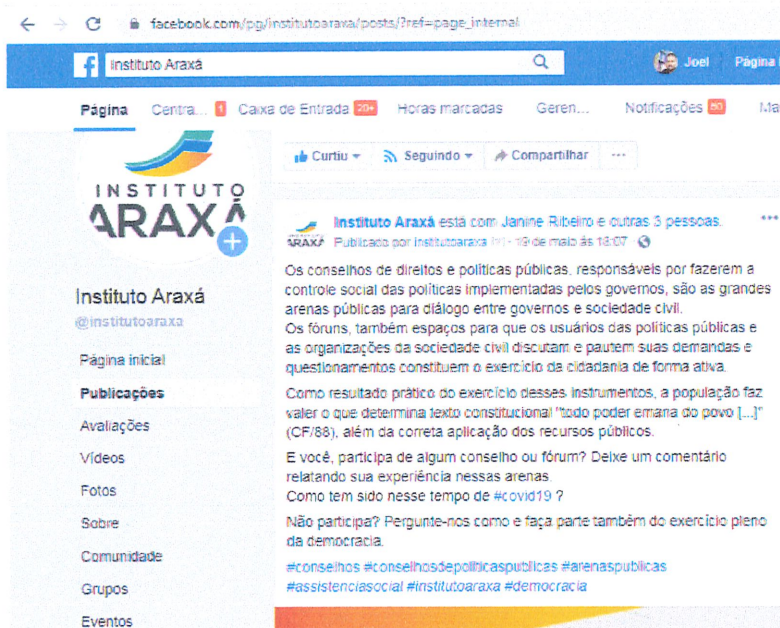 facebook.com/pg/institutoaraxa/posts/?ref=page_internal
Instituto Araxá
Joel Página
Página Centra... 1 Caixa de Entrada 20+ Horas marcadas Geren... Notificações 50 Ma
Curtiu Seguindo Compartilhar ...
INSTITUTO
ARAXÁ
Instituto Araxá
@institutoaraxa
Página inicial
Publicações
Avaliações
Vídeos
Fotos
Sobre
Comunidade
Grupos
Eventos
ARAXÁ
Instituto Araxá está com Janine Ribeiro e outras 3 pessoas.
Publicado por institutoaraxa · 19 de maio às 18:07
Os conselhos de direitos e políticas públicas, responsáveis por fazerem a
controle social das políticas implementadas pelos governos, são as grandes
arenas públicas para diálogo entre governos e sociedade civil.
Os fóruns, também espaços para que os usuários das políticas públicas e
as organizações da sociedade civil discutam e pautem suas demandas e
questionamentos constituem o exercício da cidadania de forma ativa.
Como resultado prático do exercício desses instrumentos, a população faz
valer o que determina texto constitucional "todo poder emana do povo [...]"
(CF/88), além da correta aplicação dos recursos públicos.
E você, participa de algum conselho ou fórum? Deixe um comentário
relatando sua experiência nessas arenas.
Como tem sido nesse tempo de #covid19 ?
Não participa? Pergunte-nos como e faça parte também do exercício pleno
da democracia.
#conselhos #conselhosdepoliticaspublicas #arenaspublicas
#assistenciasocial #institutoaraxa #democracia